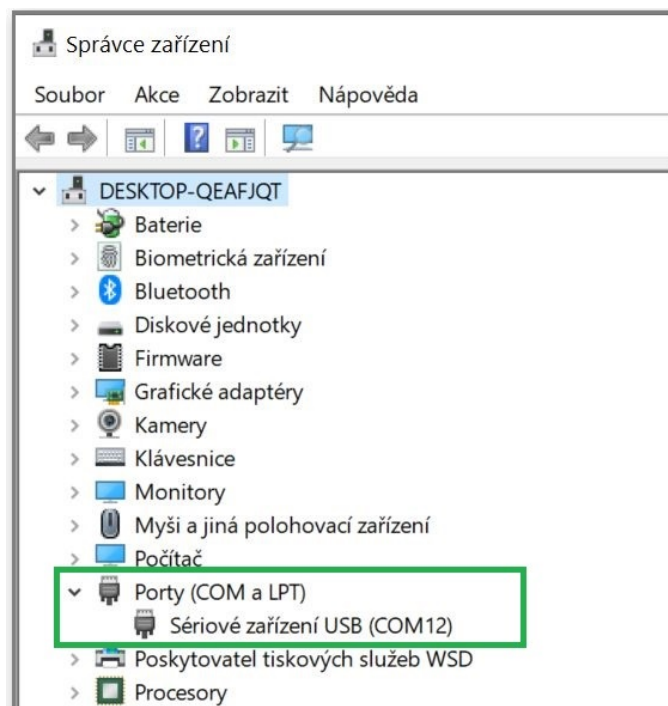 Správce zařízení
Soubor Akce Zobrazit Nápověda
DESKTOP-QEAFJQT
Baterie
Biometrická zařízení
Bluetooth
Diskové jednotky
Firmware
Grafické adaptéry
Kamery
Klávesnice
Monitory
Myši a jiná polohovací zařízení
Počítač
Porty (COM a LPT)
Sériové zařízení USB (COM12)
Poskytovatel tiskových služeb WSD
Procesory